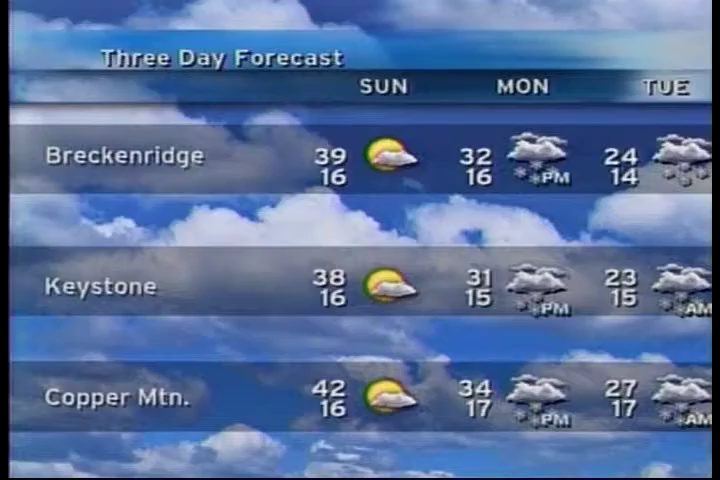 Three Day Forecast
SUN MON TUE
Breckenridge 39 32 24
16 16 PM 14
Keystone 38 31 23
16 15 PM 15 AM
Copper Mtn. 42 34 27
16 17 PM 17 AM